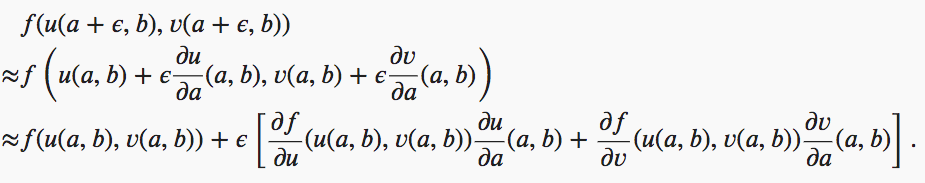 f(u(a + ϵ, b), v(a + ϵ, b))
≈f (u(a, b) + ϵ ∂u/∂a (a, b), v(a, b) + ϵ ∂v/∂a (a, b))
≈f(u(a, b), v(a, b)) + ϵ [∂f/∂u (u(a, b), v(a, b)) ∂u/∂a (a, b) + ∂f/∂v (u(a, b), v(a, b)) ∂v/∂a (a, b)] .